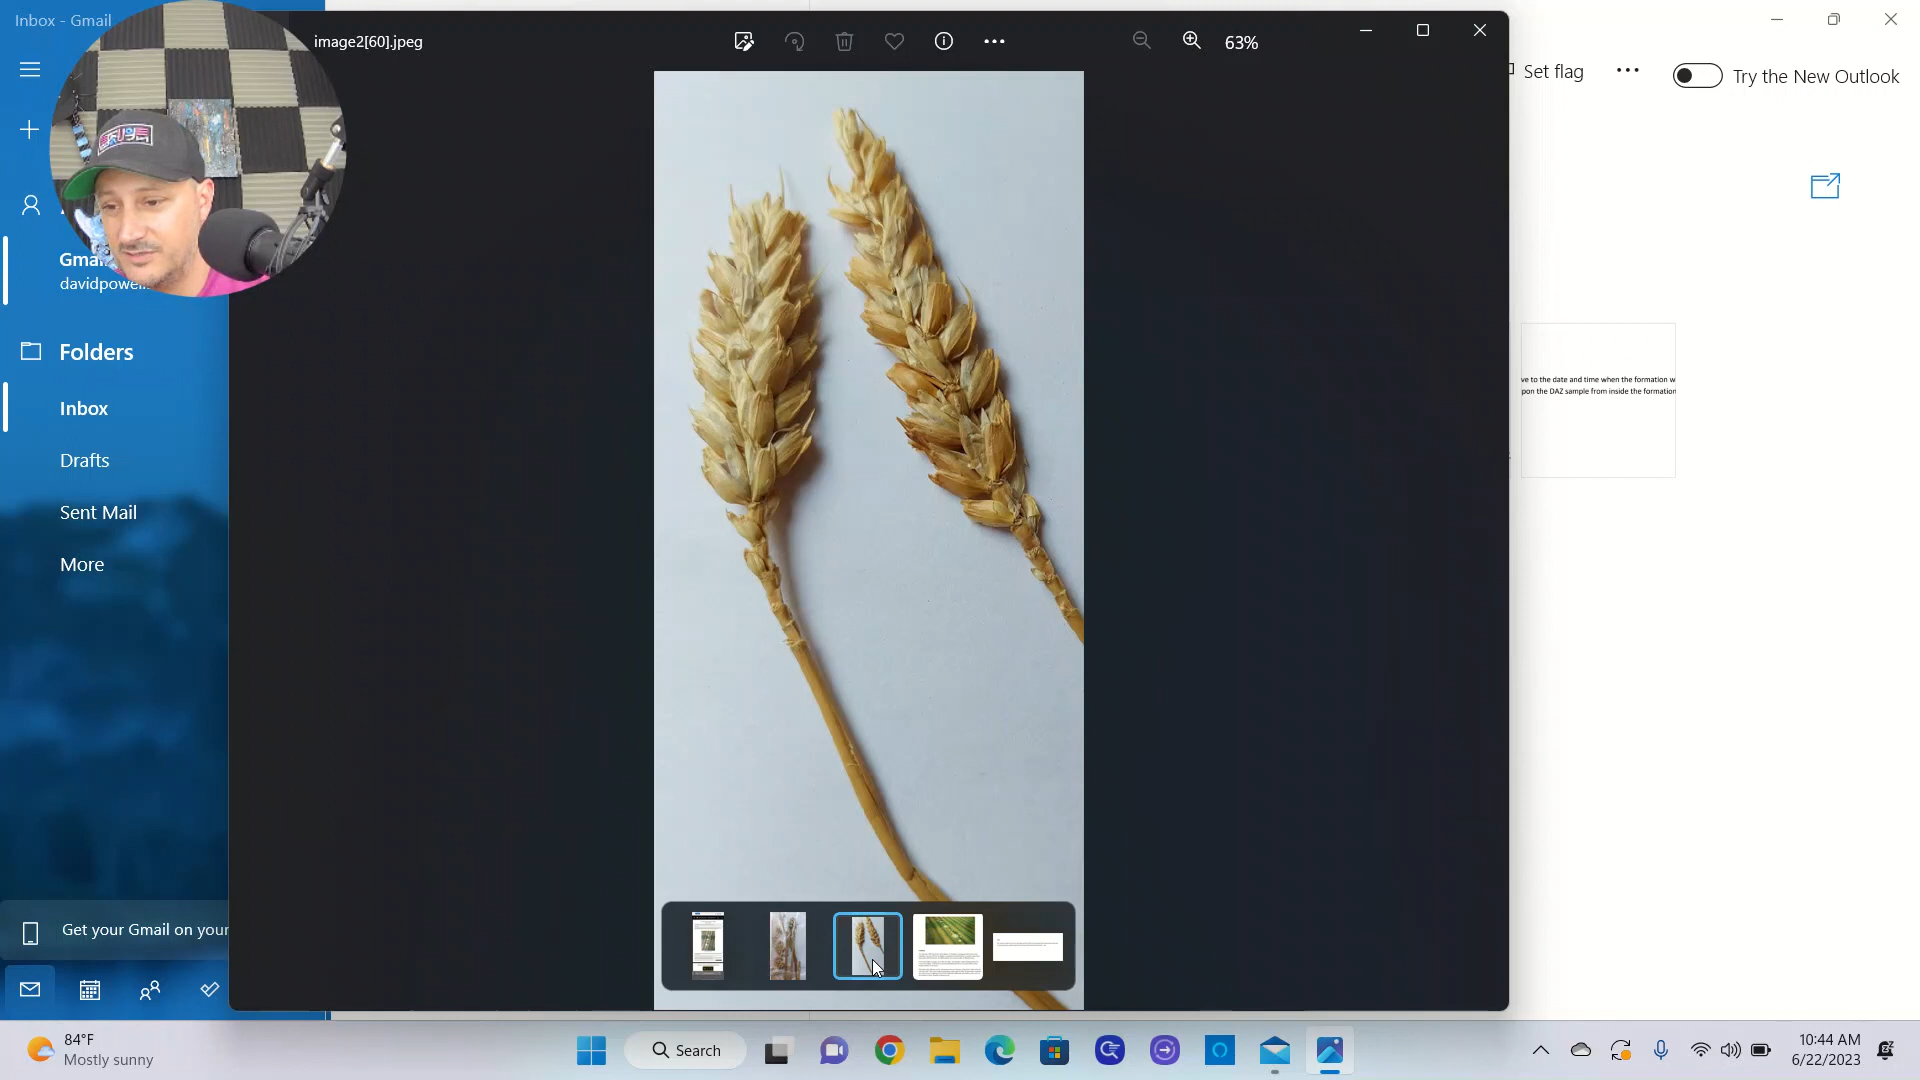 Inbox - Gmail
image2[60].jpeg
63%
Set flag
Try the New Outlook
davidpowe
Folders
Inbox
Drafts
Sent Mail
More
ve to the date and time when the formation w
pon the DAZ sample from inside the formation
Get your Gmail on your
84°F
Mostly sunny
Search
10:44 AM
6/22/2023